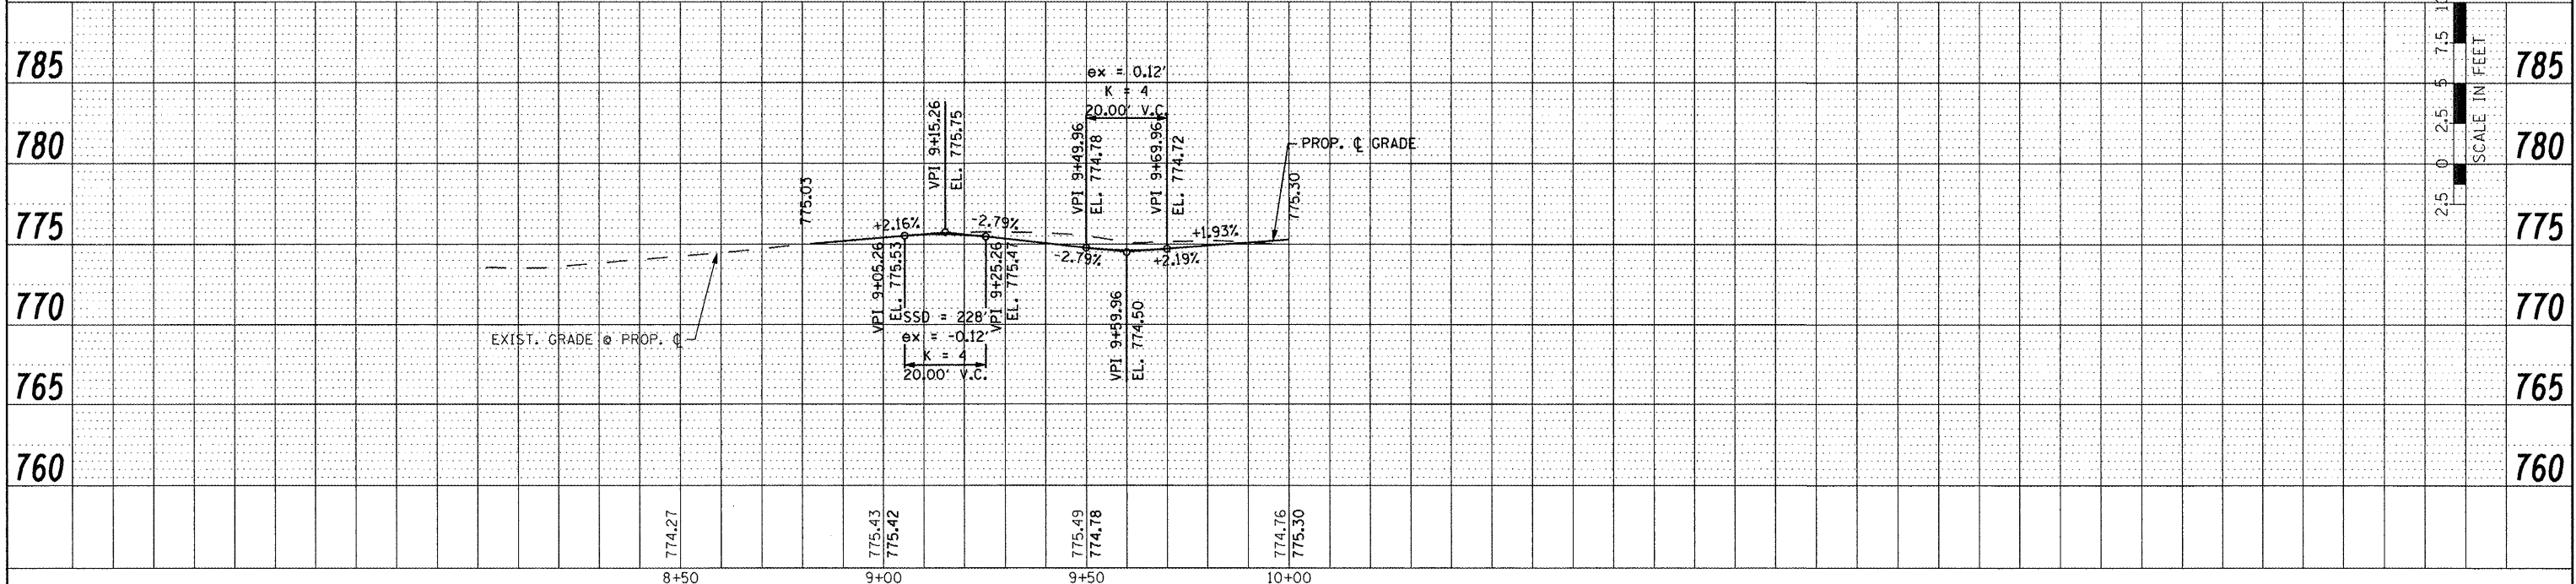 785
780
775
770
765
760
EXIST. GRADE @ PROP. ℄
775.03
+2.16%
VPI 9+05.26
EL. 775.53
VPI 9+15.26
EL. 775.75
-2.79%
VPI 9+25.26
EL. 775.47
SSD = 228'
ex = -0.12'
K = 4
20.00' V.C.
ex = 0.12'
K = 4
20.00' V.C.
VPI 9+49.96
EL. 774.78
VPI 9+69.96
EL. 774.72
-2.79%
+2.19%
VPI 9+59.96
EL. 774.50
+1.93%
PROP. ℄ GRADE
775.30
774.27
775.43
775.42
775.49
774.78
774.76
775.30
8+50
9+00
9+50
10+00
2.5 0 2.5 5 7.5
SCALE IN FEET
785
780
775
770
765
760